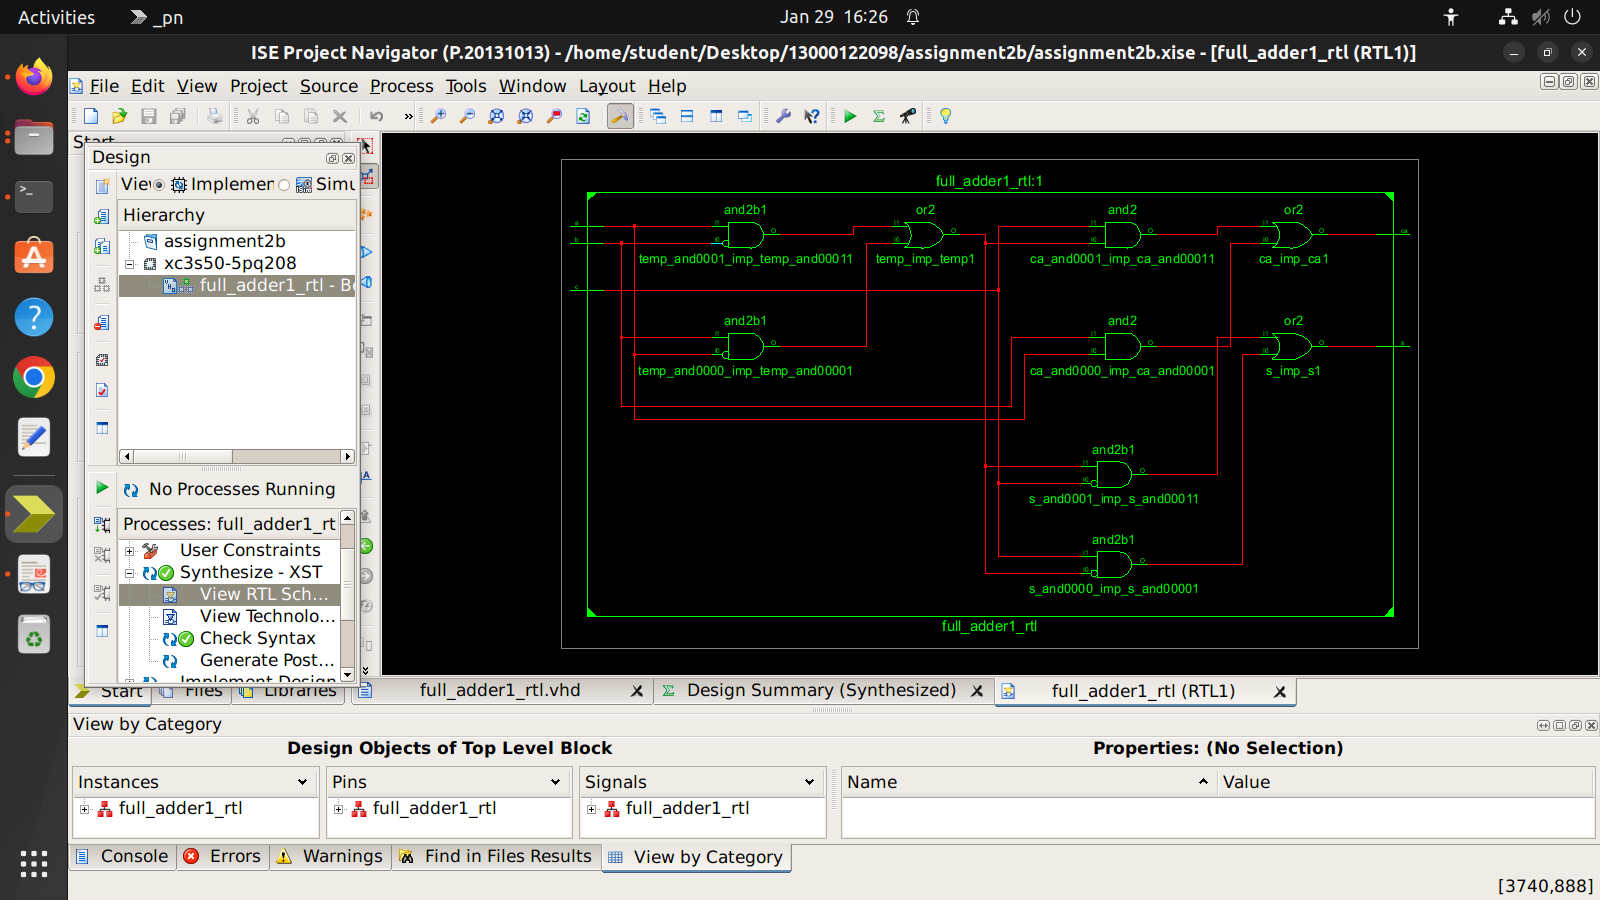 Activities
_pn
Jan 29 16:26
ISE Project Navigator (P.20131013) - /home/student/Desktop/13000122098/assignment2b/assignment2b.xise - [full_adder1_rtl (RTL1)]
File Edit View Project Source Process Tools Window Layout Help
»
Start
Design
View Implemen Simu
Hierarchy
assignment2b
xc3s50-5pq208
full_adder1_rtl - Be
No Processes Running
Processes: full_adder1_rt
User Constraints
Synthesize - XST
View RTL Sch...
View Technolo...
Check Syntax
Generate Post...
Implement Design
full_adder1_rtl:1
and2b1 or2 and2 or2
temp_and0001_imp_temp_and00011 temp_imp_temp1 ca_and0001_imp_ca_and00011 ca_imp_ca1
and2b1 and2 or2
temp_and0000_imp_temp_and00001 ca_and0000_imp_ca_and00001 s_imp_s1
and2b1
s_and0001_imp_s_and00011
and2b1
s_and0000_imp_s_and00001
full_adder1_rtl
Start Files Libraries
full_adder1_rtl.vhd Design Summary (Synthesized) full_adder1_rtl (RTL1)
View by Category
Design Objects of Top Level Block Properties: (No Selection)
Instances Pins Signals Name Value
full_adder1_rtl full_adder1_rtl full_adder1_rtl
Console Errors Warnings Find in Files Results View by Category
[3740,888]